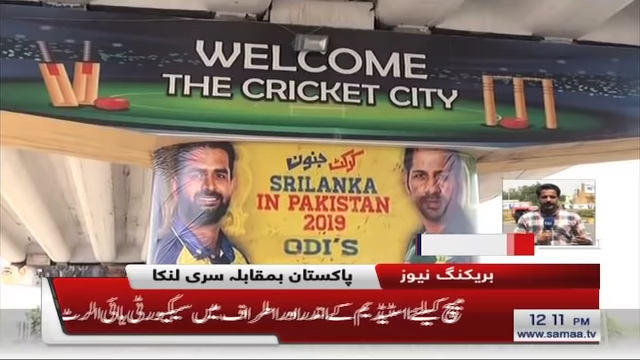 WELCOME
THE CRICKET CITY
کرکٹ جنون
SRILANKA
IN PAKISTAN
2019
ODI'S
پاکستان بمقابلہ سری لنکا
بریکنگ نیوز
میچ کیلئے اسٹیڈیم کے اندر اور اطراف میں سیکیورٹی ہائی الرٹ
12 11 PM
www.samaa.tv